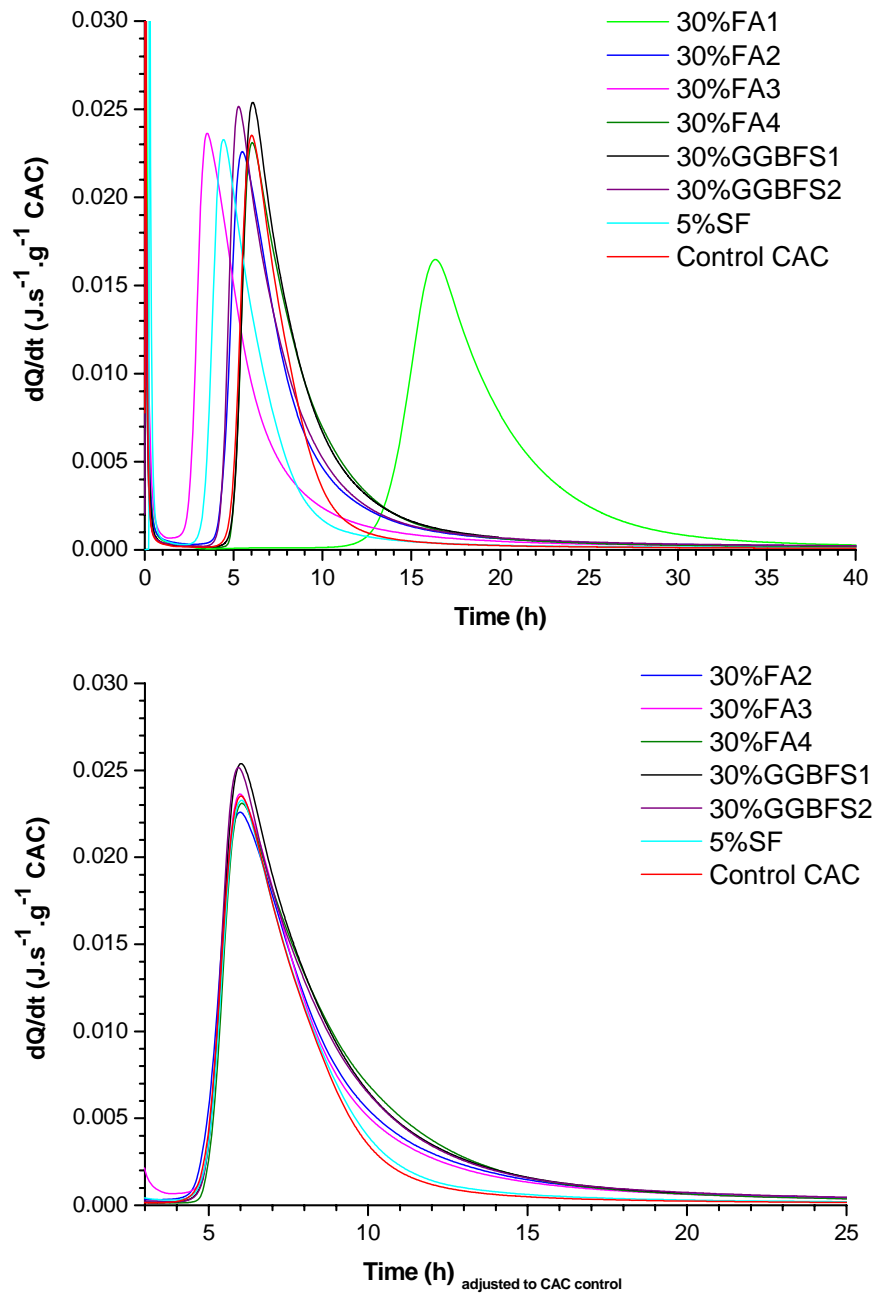 0.030
0.025
0.020
0.015
0.010
0.005
0.000
dQ/dt (J.s⁻¹.g⁻¹ CAC)
30%FA1
30%FA2
30%FA3
30%FA4
30%GGBFS1
30%GGBFS2
5%SF
Control CAC
0 5 10 15 20 25 30 35 40
Time (h)
0.030
0.025
0.020
0.015
0.010
0.005
0.000
dQ/dt (J.s⁻¹.g⁻¹ CAC)
30%FA2
30%FA3
30%FA4
30%GGBFS1
30%GGBFS2
5%SF
Control CAC
5 10 15 20 25
Time (h) adjusted to CAC control